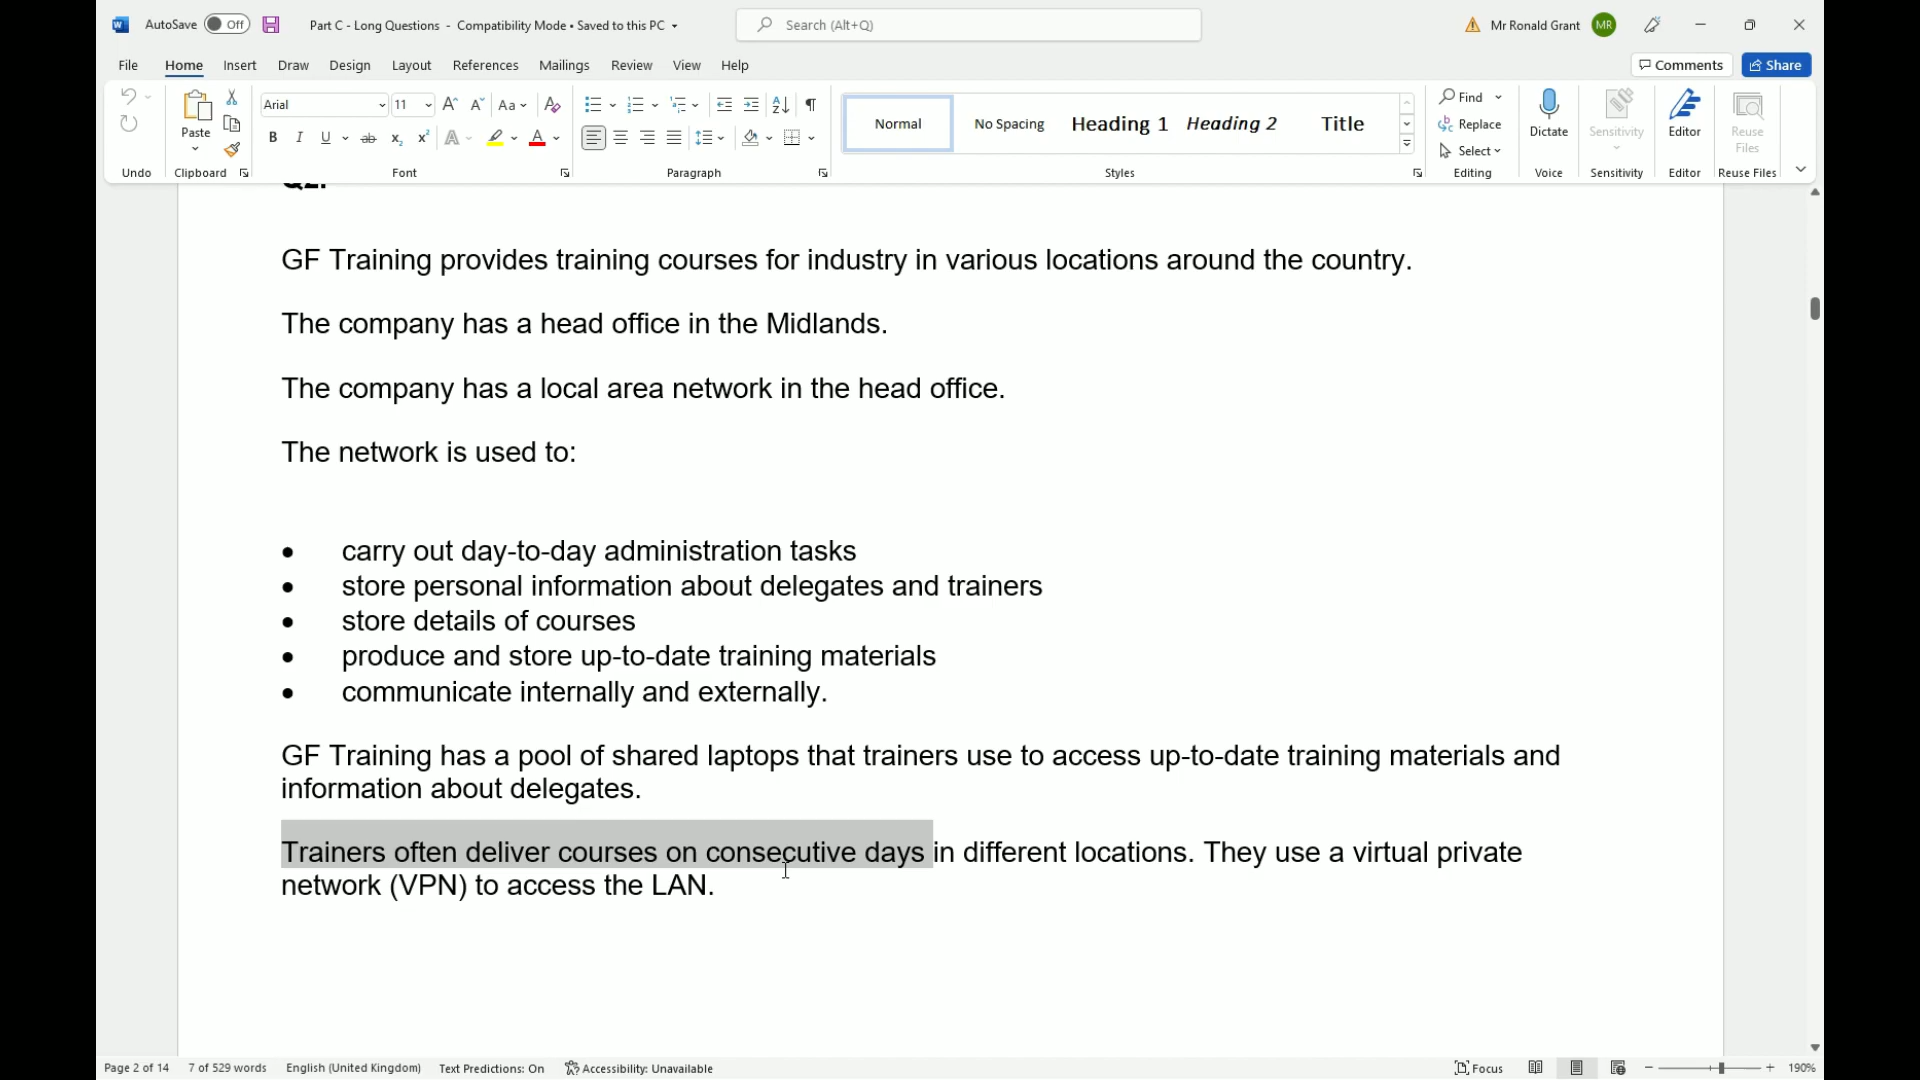 AutoSave Off Part C - Long Questions - Compatibility Mode • Saved to this PC Search (Alt+Q) Mr Ronald Grant MR
File Home Insert Draw Design Layout References Mailings Review View Help Comments Share
Arial 11 Aa
Paste
B I U ab x₂ x² A A
Normal No Spacing Heading 1 Heading 2 Title
Find
Replace
Select
Dictate Sensitivity Editor Reuse Files
Undo Clipboard Font Paragraph Styles Editing Voice Sensitivity Editor Reuse Files
GF Training provides training courses for industry in various locations around the country.
The company has a head office in the Midlands.
The company has a local area network in the head office.
The network is used to:
• carry out day-to-day administration tasks
• store personal information about delegates and trainers
• store details of courses
• produce and store up-to-date training materials
• communicate internally and externally.
GF Training has a pool of shared laptops that trainers use to access up-to-date training materials and
information about delegates.
Trainers often deliver courses on consecutive days in different locations. They use a virtual private
network (VPN) to access the LAN.
Page 2 of 14 7 of 529 words English (United Kingdom) Text Predictions: On Accessibility: Unavailable Focus 190%